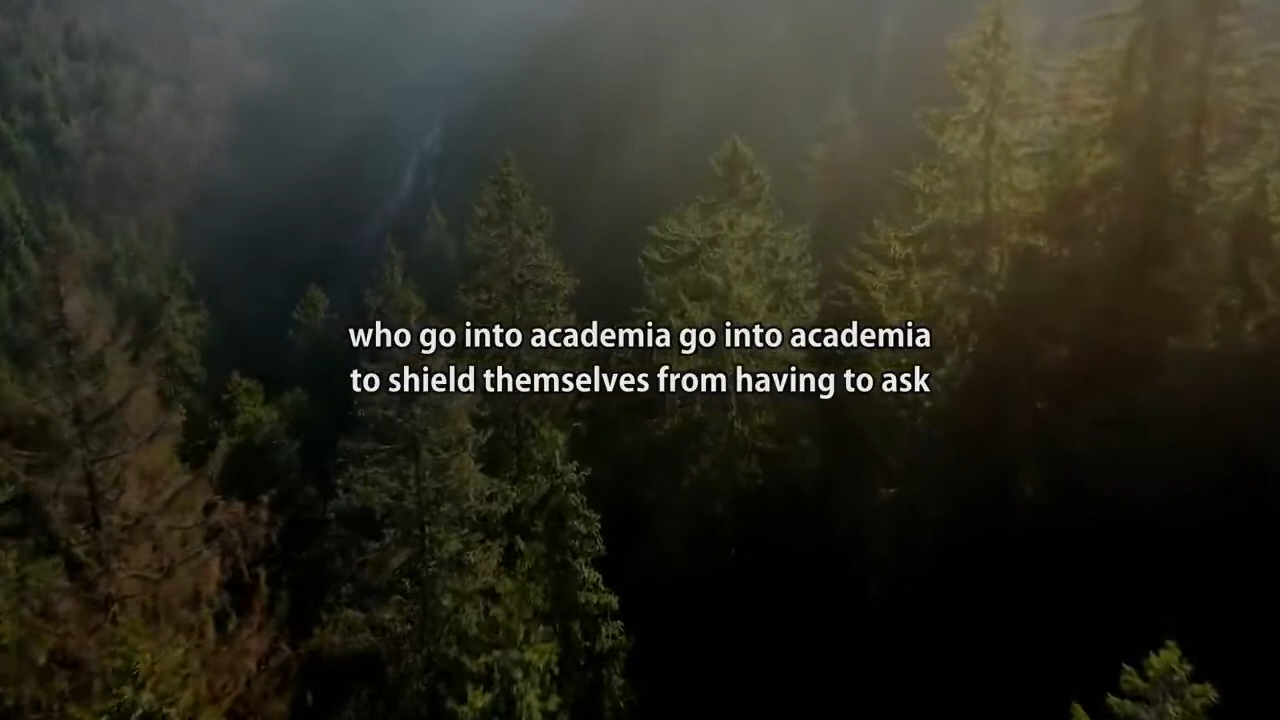 who go into academia go into academia
to shield themselves from having to ask